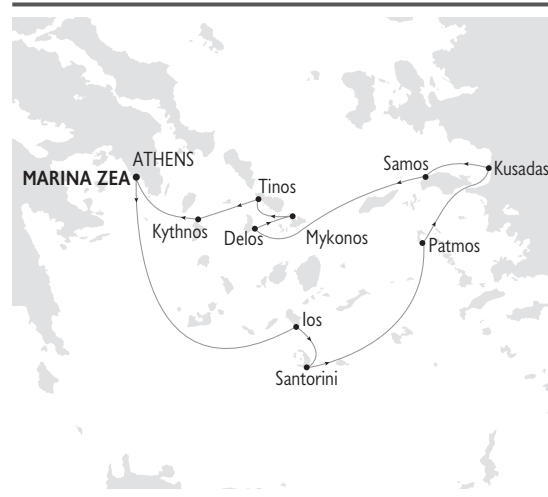 ATHENS
MARINA ZEA
Samos
Kusadas
Tinos
Kythnos
Delos
Mykonos
Patmos
Ios
Santorini